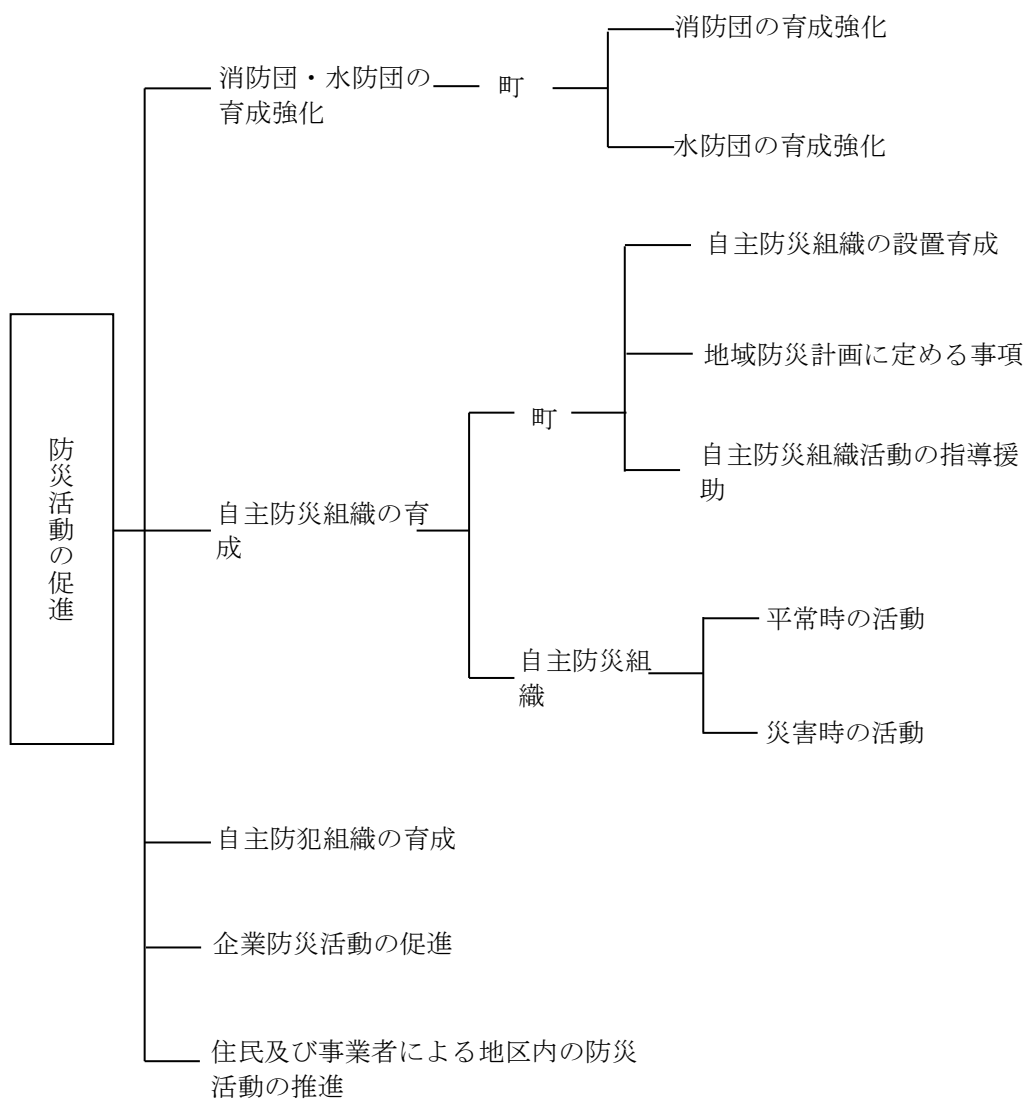 消防団の育成強化
消防団・水防団の
育成強化
町
水防団の育成強化
自主防災組織の設置育成
地域防災計画に定める事項
町
自主防災組織活動の指導援
助
防災活動の促進
自主防災組織の育
成
平常時の活動
自主防災組
織
災害時の活動
自主防犯組織の育成
企業防災活動の促進
住民及び事業者による地区内の防災
活動の推進